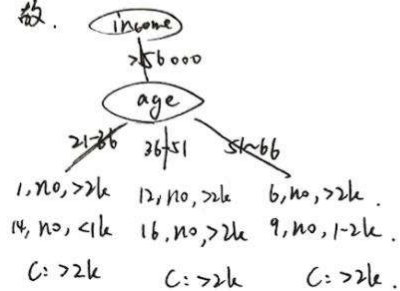 故.
income
>56000
age
21-36 36-51 51~66
1, no, >2k 12, no, >2k 6, no, >2k.
14, no, <1k 16, no, >2k 9, no, 1-2k.
C: >2k C: >2k C: >2k.